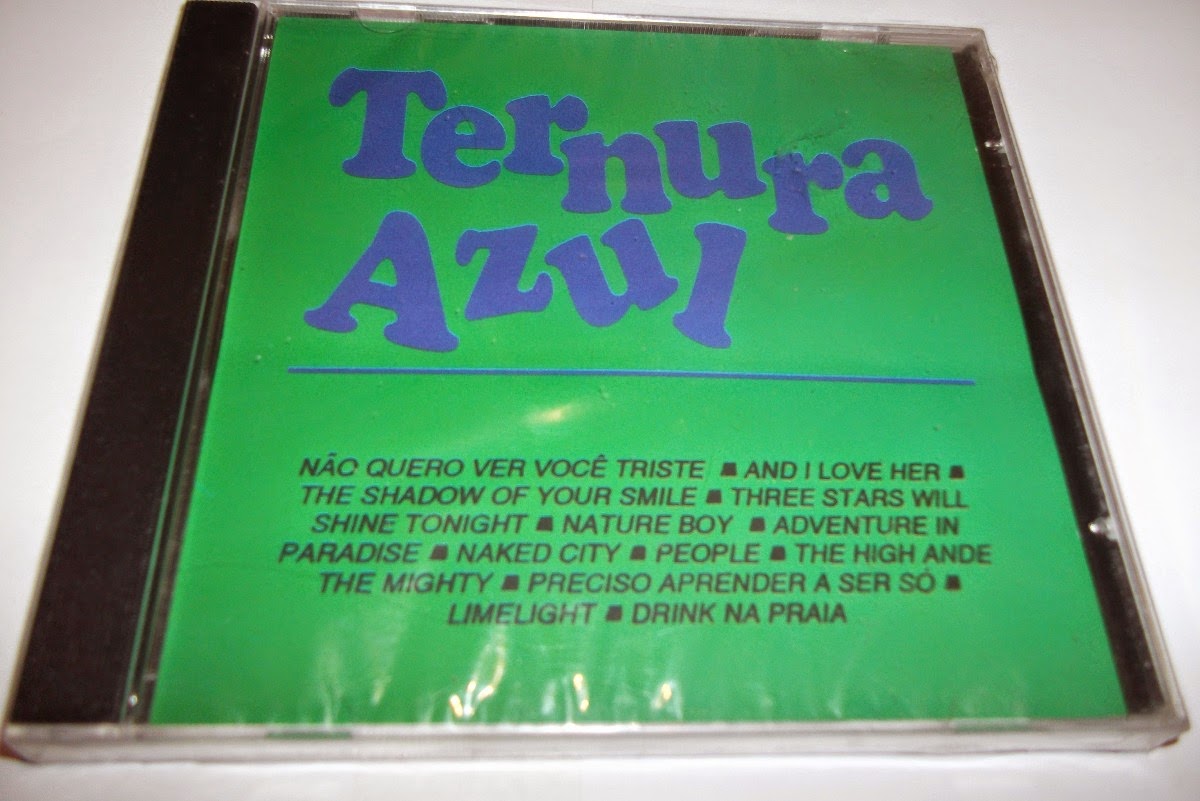 Ternura
Azul
NÃO QUERO VER VOCÊ TRISTE ■ AND I LOVE HER ■
THE SHADOW OF YOUR SMILE ■ THREE STARS WILL
SHINE TONIGHT ■ NATURE BOY ■ ADVENTURE IN
PARADISE ■ NAKED CITY ■ PEOPLE ■ THE HIGH ANDE
THE MIGHTY ■ PRECISO APRENDER A SER SÓ ■
LIMELIGHT ■ DRINK NA PRAIA